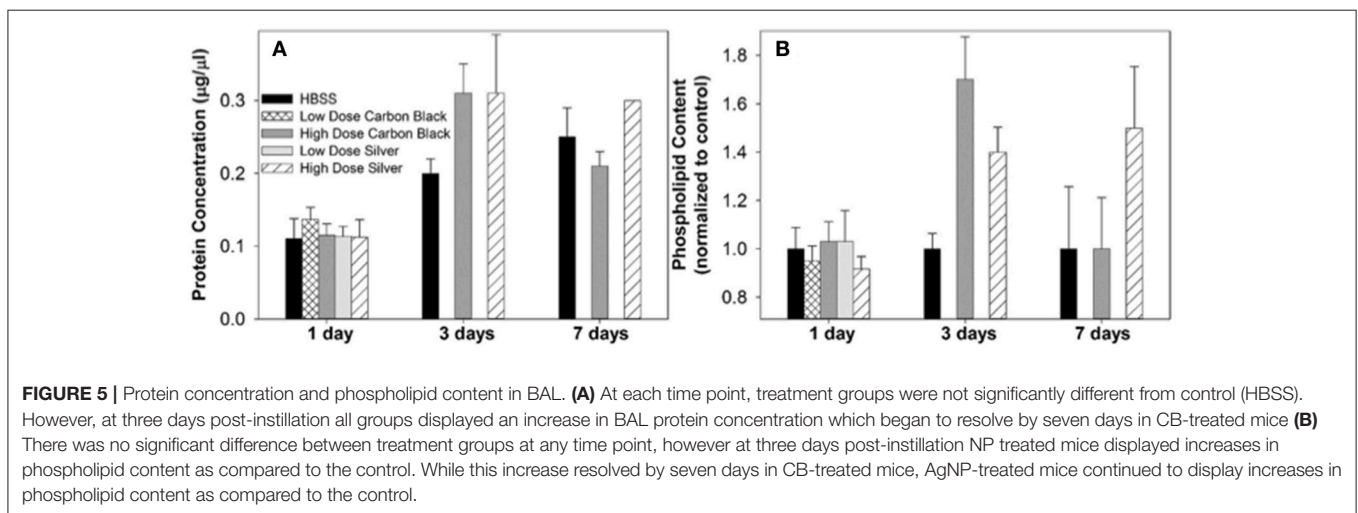 A
Protein Concentration (μg/μl)
0.3
0.2
0.1
0.0
HBSS
Low Dose Carbon Black
High Dose Carbon Black
Low Dose Silver
High Dose Silver
1 day
3 days
7 days
B
Phospholipid Content
(normalized to control)
1.8
1.6
1.4
1.2
1.0
0.8
1 day
3 days
7 days
FIGURE 5 | Protein concentration and phospholipid content in BAL. (A) At each time point, treatment groups were not significantly different from control (HBSS).
However, at three days post-instillation all groups displayed an increase in BAL protein concentration which began to resolve by seven days in CB-treated mice (B)
There was no significant difference between treatment groups at any time point, however at three days post-instillation NP treated mice displayed increases in
phospholipid content as compared to the control. While this increase resolved by seven days in CB-treated mice, AgNP-treated mice continued to display increases in
phospholipid content as compared to the control.